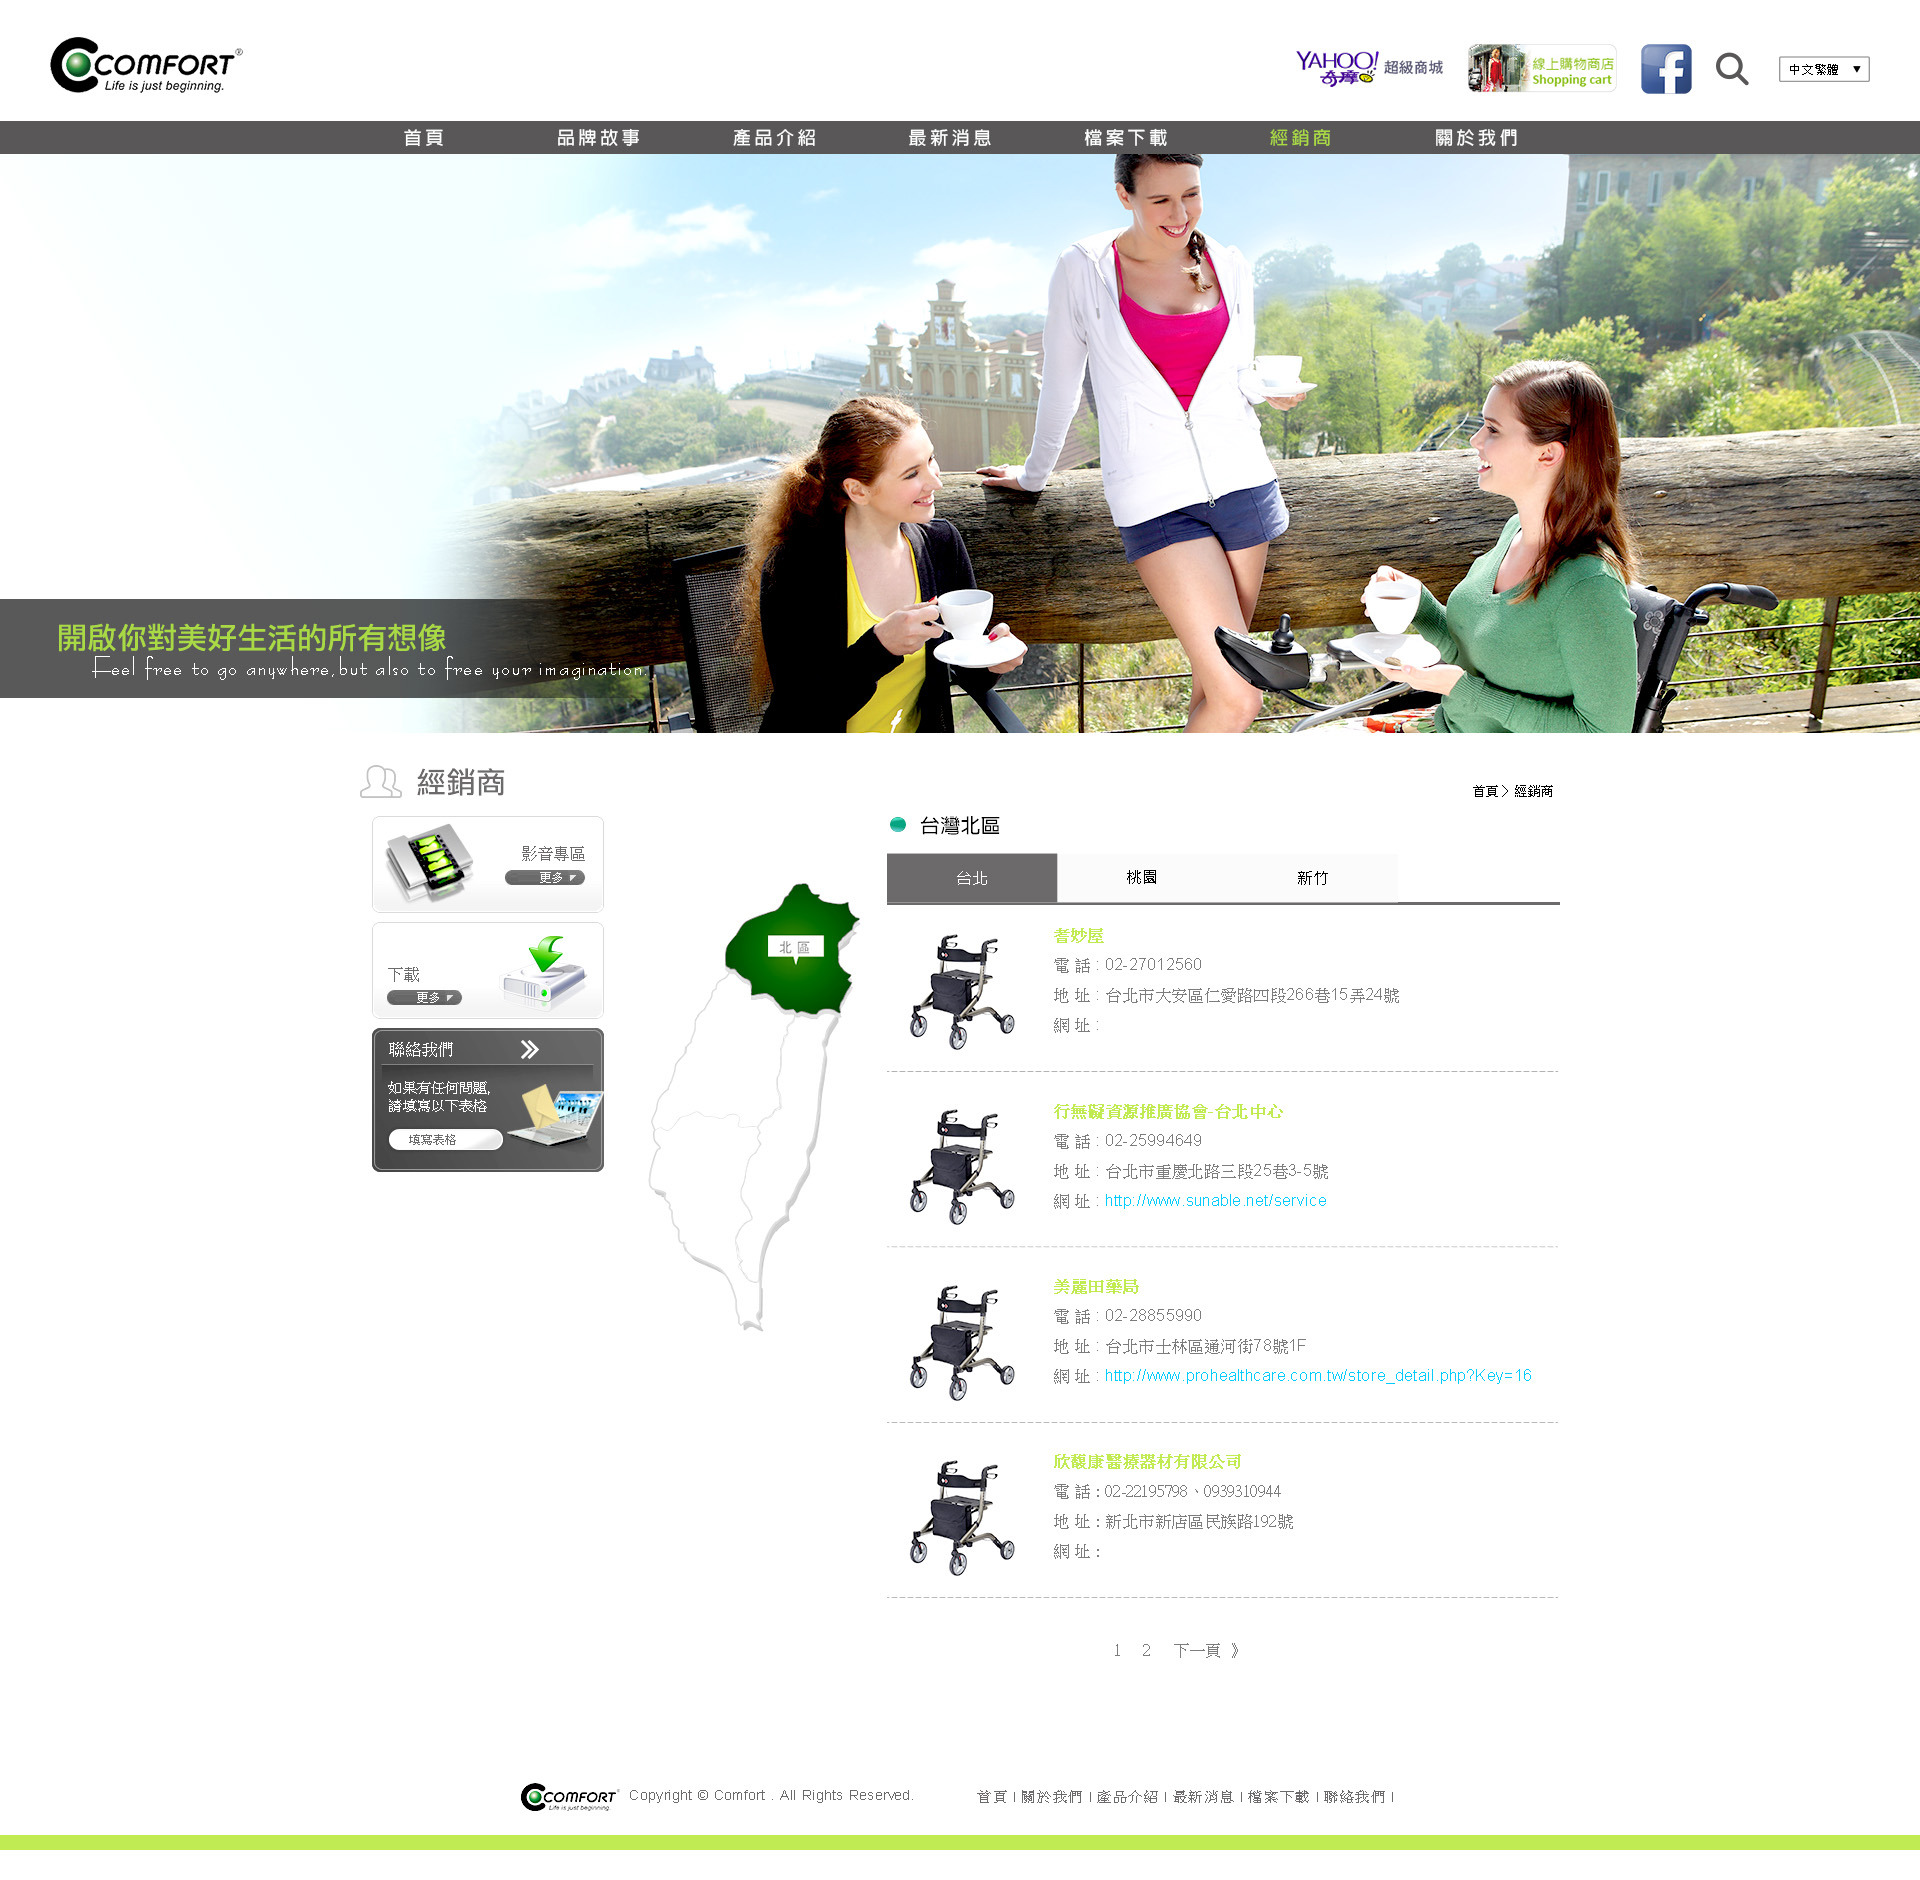 COMFORT®
Life is just beginning.
YAHOO!
奇摩 超級商城
線上購物商店
Shopping cart
中文繁體
首頁 品牌故事 產品介紹 最新消息 檔案下載 經銷商 關於我們
開啟你對美好生活的所有想像
Feel free to go anywhere, but also to free your imagination.
經銷商
首頁 > 經銷商
影音專區
更多
下載
更多
聯絡我們
如果有任何問題,
請填寫以下表格
填寫表格
北區
台灣北區
台北 桃園 新竹
耆妙屋
電 話 : 02-27012560
地 址 : 台北市大安區仁愛路四段266巷15弄24號
網 址 :
行無礙資源推廣協會-台北中心
電 話 : 02-25994649
地 址 : 台北市重慶北路三段25巷3-5號
網 址 : http://www.sunable.net/service
美麗田藥局
電 話 : 02-28855990
地 址 : 台北市士林區通河街78號1F
網 址 : http://www.prohealthcare.com.tw/store_detail.php?Key=16
欣馥康醫療器材有限公司
電 話 : 02-22195798、0939310944
地 址 : 新北市新店區民族路192號
網 址 :
1 2 下一頁 》
COMFORT® Life is just beginning. Copyright © Comfort . All Rights Reserved. 首頁 | 關於我們 | 產品介紹 | 最新消息 | 檔案下載 | 聯絡我們 |